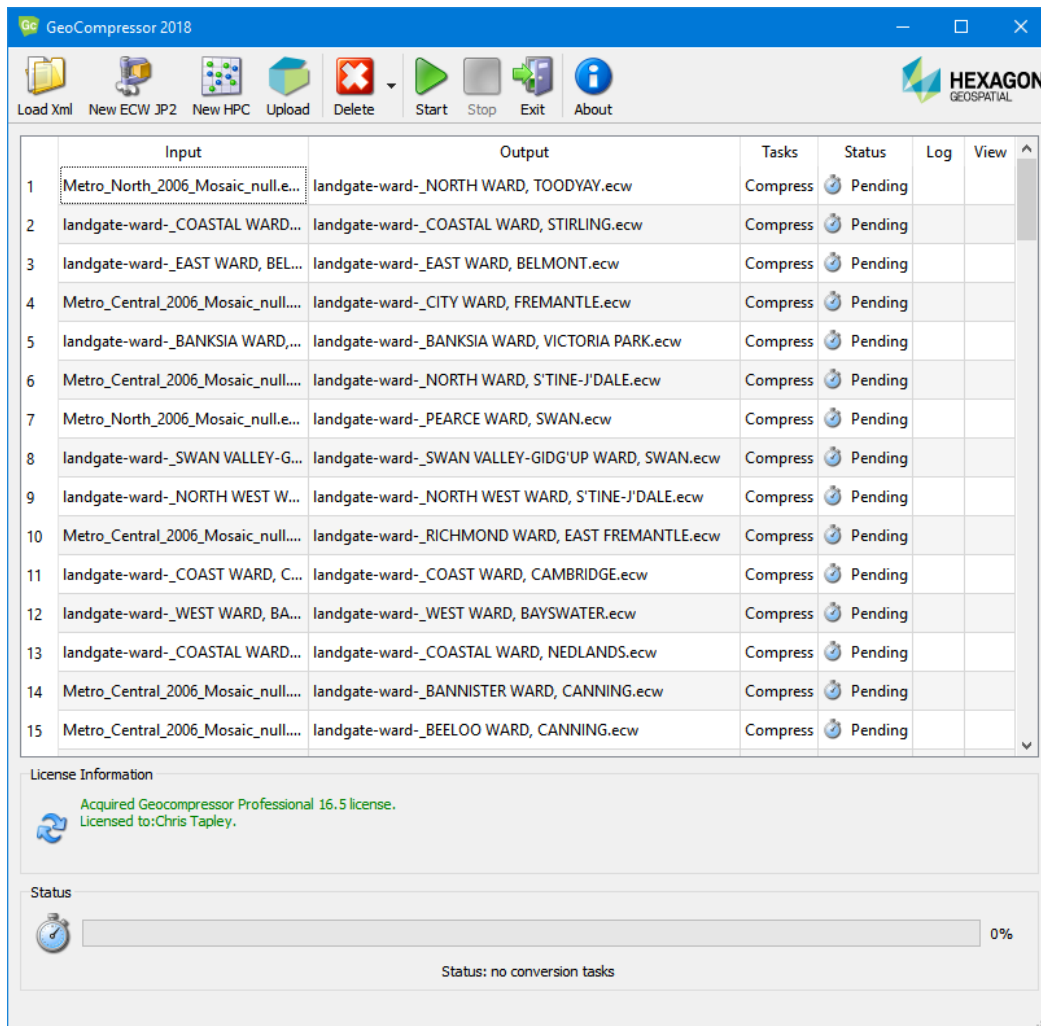 Gc GeoCompressor 2018
Load Xml New ECW JP2 New HPC Upload Delete Start Stop Exit About
HEXAGON
GEOSPATIAL
Input Output Tasks Status Log View
1 Metro_North_2006_Mosaic_null.e... landgate-ward-_NORTH WARD, TOODYAY.ecw Compress Pending
2 landgate-ward-_COASTAL WARD... landgate-ward-_COASTAL WARD, STIRLING.ecw Compress Pending
3 landgate-ward-_EAST WARD, BEL... landgate-ward-_EAST WARD, BELMONT.ecw Compress Pending
4 Metro_Central_2006_Mosaic_null.... landgate-ward-_CITY WARD, FREMANTLE.ecw Compress Pending
5 landgate-ward-_BANKSIA WARD,... landgate-ward-_BANKSIA WARD, VICTORIA PARK.ecw Compress Pending
6 Metro_Central_2006_Mosaic_null.... landgate-ward-_NORTH WARD, S'TINE-J'DALE.ecw Compress Pending
7 Metro_North_2006_Mosaic_null.e... landgate-ward-_PEARCE WARD, SWAN.ecw Compress Pending
8 landgate-ward-_SWAN VALLEY-G... landgate-ward-_SWAN VALLEY-GIDG'UP WARD, SWAN.ecw Compress Pending
9 landgate-ward-_NORTH WEST W... landgate-ward-_NORTH WEST WARD, S'TINE-J'DALE.ecw Compress Pending
10 Metro_Central_2006_Mosaic_null.... landgate-ward-_RICHMOND WARD, EAST FREMANTLE.ecw Compress Pending
11 landgate-ward-_COAST WARD, C... landgate-ward-_COAST WARD, CAMBRIDGE.ecw Compress Pending
12 landgate-ward-_WEST WARD, BA... landgate-ward-_WEST WARD, BAYSWATER.ecw Compress Pending
13 landgate-ward-_COASTAL WARD... landgate-ward-_COASTAL WARD, NEDLANDS.ecw Compress Pending
14 Metro_Central_2006_Mosaic_null.... landgate-ward-_BANNISTER WARD, CANNING.ecw Compress Pending
15 Metro_Central_2006_Mosaic_null.... landgate-ward-_BEELOO WARD, CANNING.ecw Compress Pending
License Information
Acquired Geocompressor Professional 16.5 license.
Licensed to:Chris Tapley.
Status
0%
Status: no conversion tasks